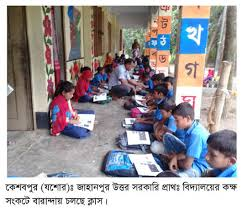 খ
গ
কেশবপুর (যশোর)ঃ জাহানপুর উত্তর সরকারি প্রাথঃ বিদ্যালয়ের কক্ষ
সংকটে বারান্দায় চলছে ক্লাস।